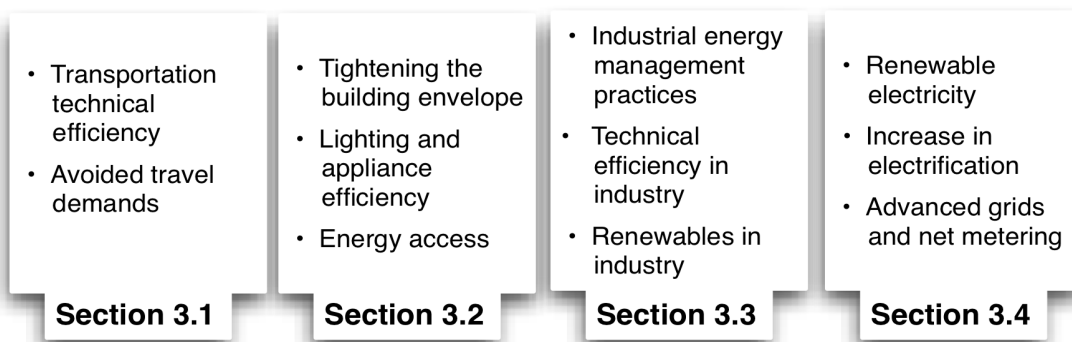 • Transportation
technical
efficiency
• Avoided travel
demands
Section 3.1
• Tightening the
building envelope
• Lighting and
appliance
efficiency
• Energy access
Section 3.2
• Industrial energy
management
practices
• Technical
efficiency in
industry
• Renewables in
industry
Section 3.3
• Renewable
electricity
• Increase in
electrification
• Advanced grids
and net metering
Section 3.4